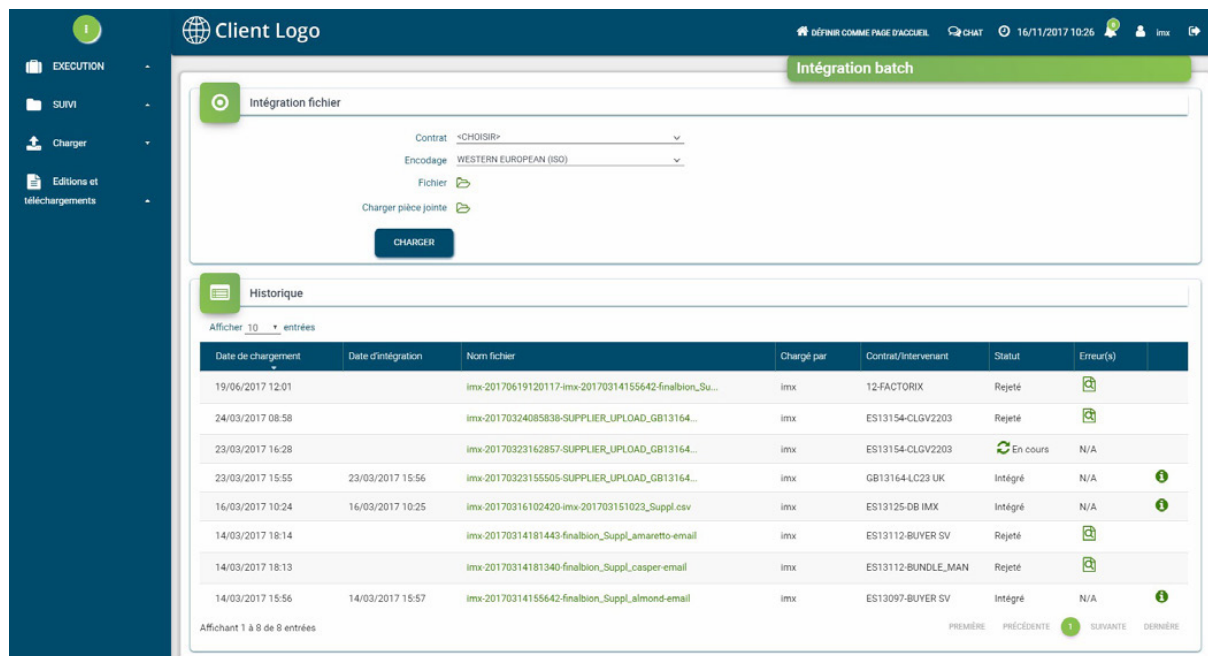 1
Client Logo
DÉFINIR COMME PAGE D'ACCUEIL CHAT 16/11/2017 10:26 0 imx
Intégration batch
EXECUTION
SUIVI
Charger
Editions et
téléchargements
Intégration fichier
Contrat <CHOISIR>
Encodage WESTERN EUROPEAN (ISO)
Fichier
Charger pièce jointe
CHARGER
Historique
Afficher 10 entrées
Date de chargement Date d'intégration Nom fichier Chargé par Contrat/Intervenant Statut Erreur(s)
19/06/2017 12:01 imx-20170619120117-imx-20170314155642-finalbion_Su... imx 12-FACTORIX Rejeté
24/03/2017 08:58 imx-20170324085838-SUPPLIER_UPLOAD_GB13164... imx ES13154-CLGV2203 Rejeté
23/03/2017 16:28 imx-20170323162857-SUPPLIER_UPLOAD_GB13164... imx ES13154-CLGV2203 En cours N/A
23/03/2017 15:55 23/03/2017 15:56 imx-20170323155505-SUPPLIER_UPLOAD_GB13164... imx GB13164-LC23 UK Intégré N/A
16/03/2017 10:24 16/03/2017 10:25 imx-20170316102420-imx-201703151023_Suppl.csv imx ES13125-DB IMX Intégré N/A
14/03/2017 18:14 imx-20170314181443-finalbion_Suppl_amaretto-email imx ES13112-BUYER SV Rejeté
14/03/2017 18:13 imx-20170314181340-finalbion_Suppl_casper-email imx ES13112-BUNDLE_MAN Rejeté
14/03/2017 15:56 14/03/2017 15:57 imx-20170314155642-finalbion_Suppl_almond-email imx ES13097-BUYER SV Intégré N/A
Affichant 1 à 8 de 8 entrées PREMIÈRE PRÉCÉDENTE 1 SUIVANTE DERNIÈRE